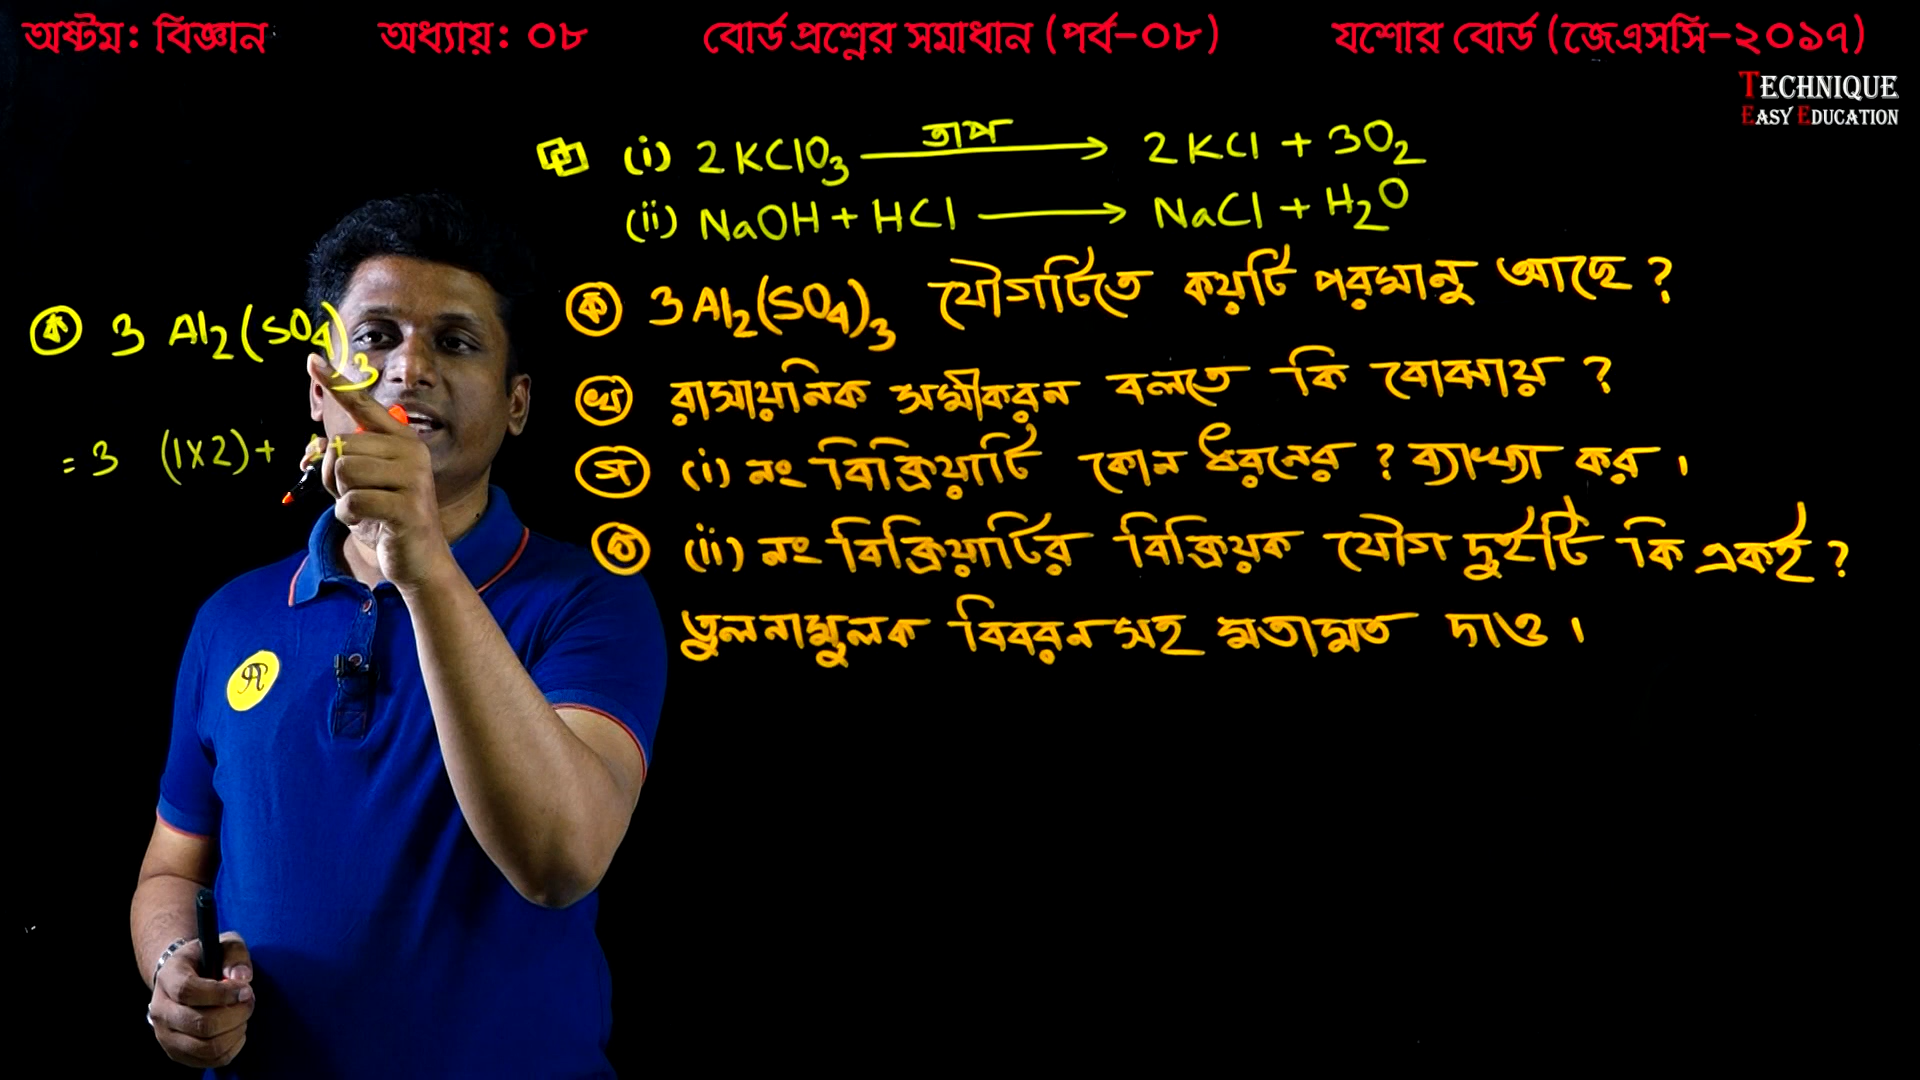 অষ্টম: বিজ্ঞান অধ্যায়: ০৮ বোর্ড প্রশ্নের সমাধান (পর্ব-০৮) যশোর বোর্ড (জেএসসি-২০১৭)
TECHNIQUE
EASY EDUCATION
(i) 2KClO₃ —তাপ→ 2KCl + 3O₂
(ii) NaOH + HCl → NaCl + H₂O
ক 3Al₂(SO₄)₃ যৌগটিতে কয়টি পরমানু আছে ?
খ রাসায়নিক সমীকরন বলতে কি বোঝায় ?
গ (i) নং বিক্রিয়াটি কোন ধরনের ? ব্যাখ্যা কর ।
ঘ (ii) নং বিক্রিয়াটির বিক্রিয়ক যৌগ দুইটি কি একই ?
তুলনামুলক বিবরনসহ মতামত দাও ।
ক 3 Al₂(SO₄)₃
= 3 (1×2)+